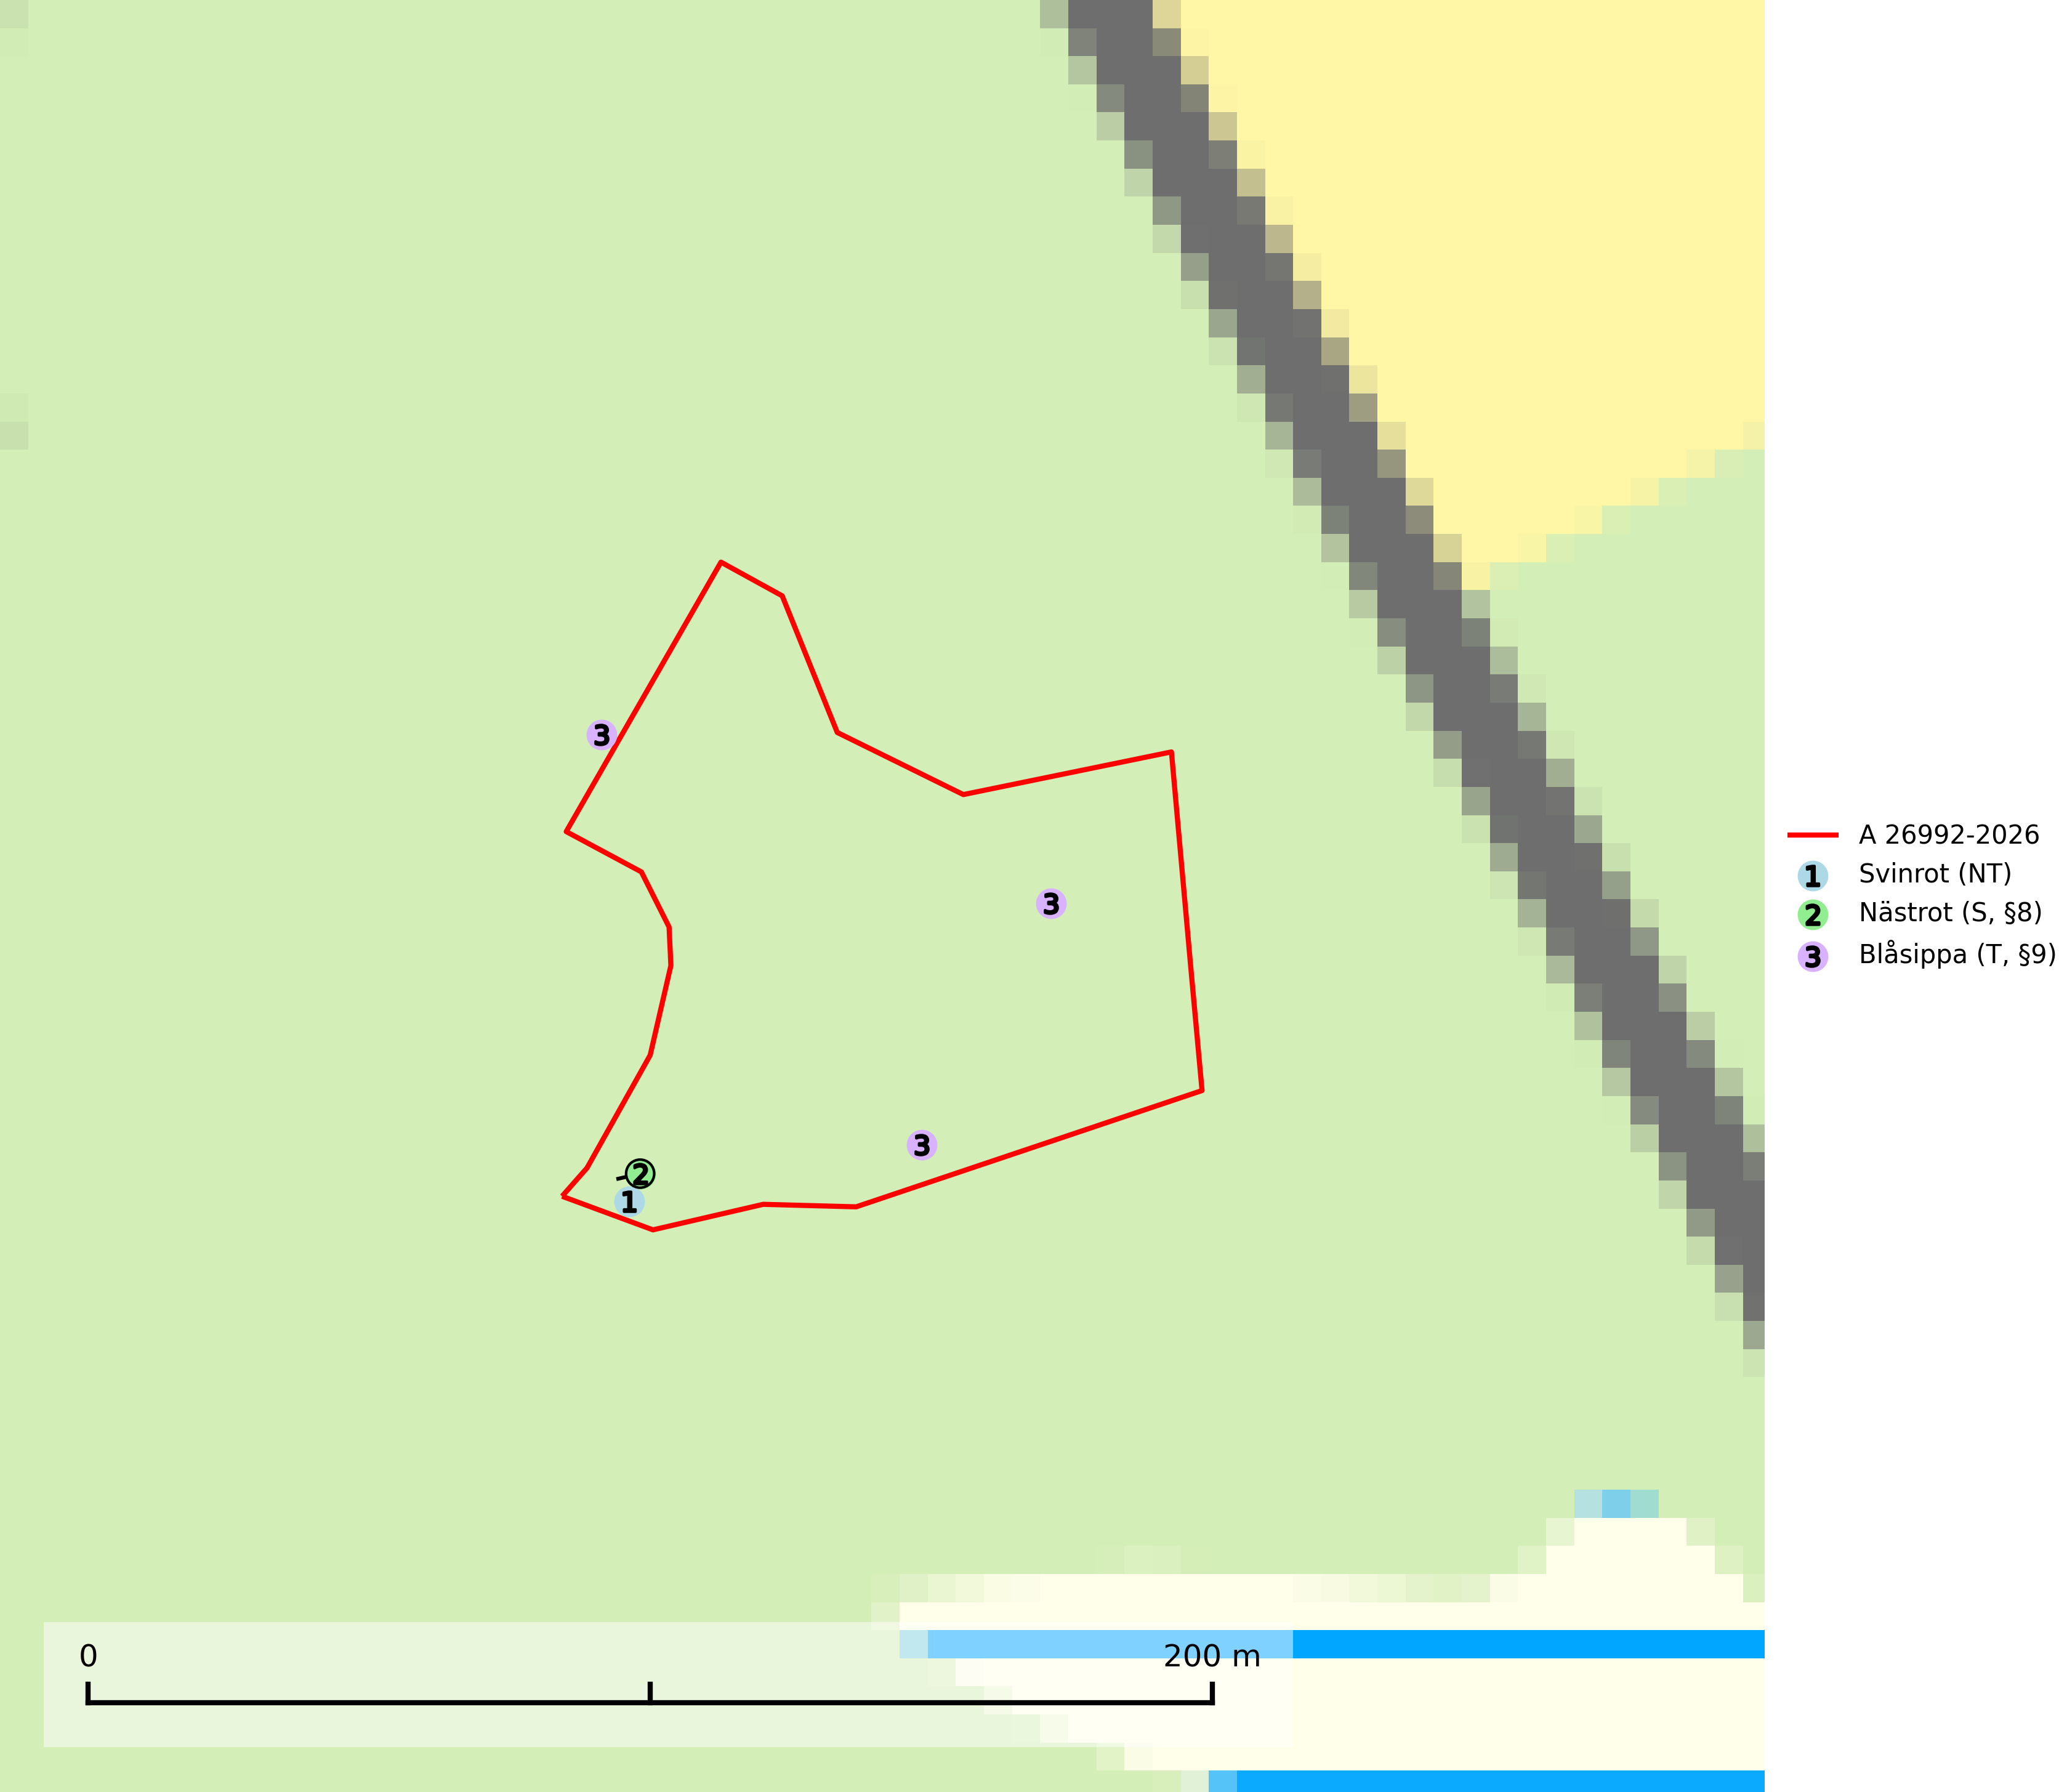 3
3
3
2
1
A 26992-2026
1 Svinrot (NT)
2 Nästrot (S, §8)
3 Blåsippa (T, §9)
0 200 m